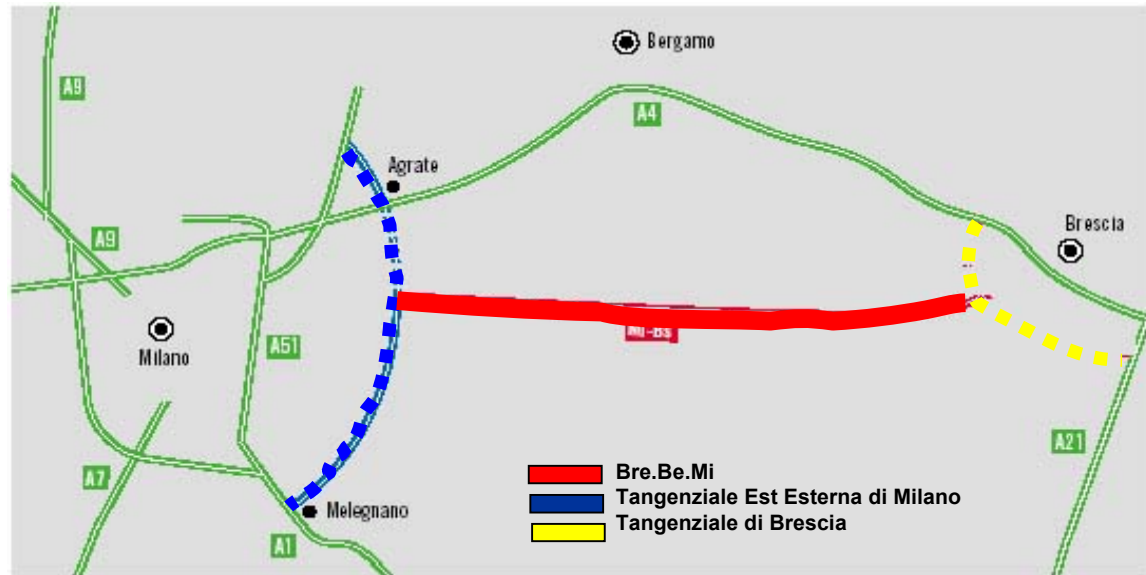 Bergamo
A9
A4
Agrate
Brescia
A9
Milano
A51
Mi-Bs
A21
A7
Bre.Be.Mi
Tangenziale Est Esterna di Milano
Melegnano
Tangenziale di Brescia
A1